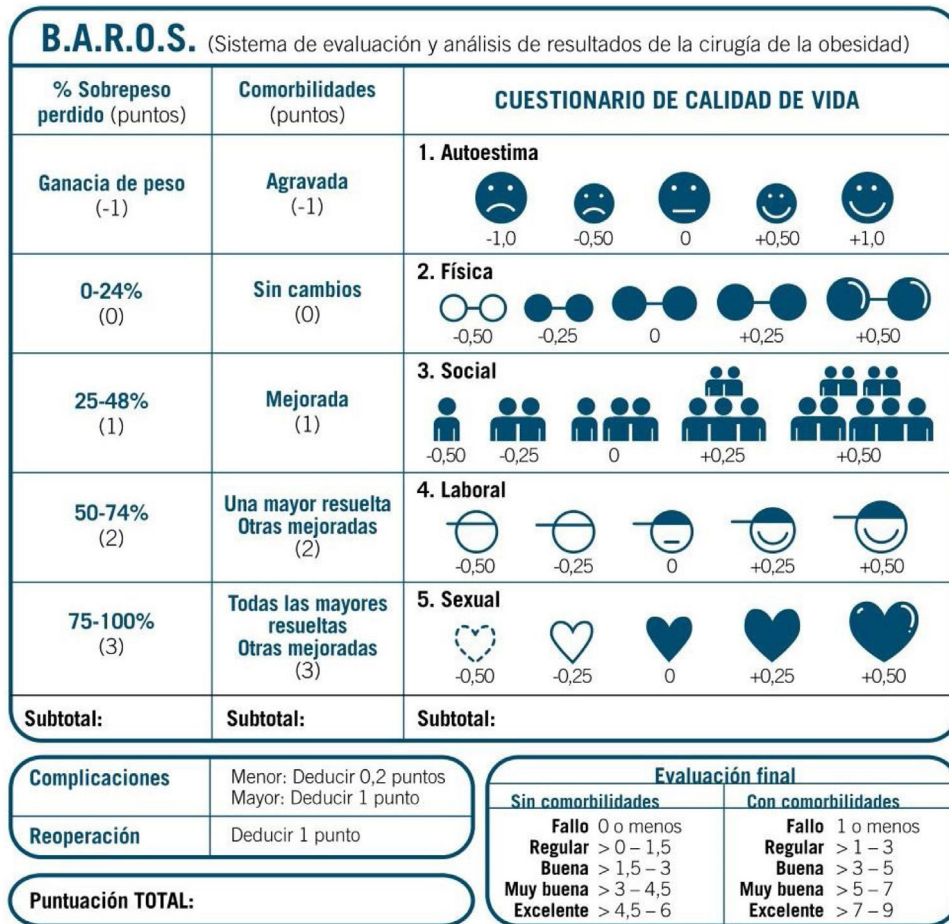 B.A.R.O.S. (Sistema de evaluación y análisis de resultados de la cirugía de la obesidad)
% Sobrepeso
perdido (puntos)
Comorbilidades
(puntos)
CUESTIONARIO DE CALIDAD DE VIDA
Ganacia de peso
(-1)
Agravada
(-1)
1. Autoestima
-1,0 -0,50 0 +0,50 +1,0
0-24%
(0)
Sin cambios
(0)
2. Física
-0,50 -0,25 0 +0,25 +0,50
25-48%
(1)
Mejorada
(1)
3. Social
-0,50 -0,25 0 +0,25 +0,50
50-74%
(2)
Una mayor resuelta
Otras mejoradas
(2)
4. Laboral
-0,50 -0,25 0 +0,25 +0,50
75-100%
(3)
Todas las mayores
resueltas
Otras mejoradas
(3)
5. Sexual
-0,50 -0,25 0 +0,25 +0,50
Subtotal: Subtotal: Subtotal:
Complicaciones
Menor: Deducir 0,2 puntos
Mayor: Deducir 1 punto
Reoperación
Deducir 1 punto
Puntuación TOTAL:
Evaluación final
Sin comorbilidades
Fallo 0 o menos
Regular > 0 – 1,5
Buena > 1,5 – 3
Muy buena > 3 – 4,5
Excelente > 4,5 – 6
Con comorbilidades
Fallo 1 o menos
Regular > 1 – 3
Buena > 3 – 5
Muy buena > 5 – 7
Excelente > 7 – 9